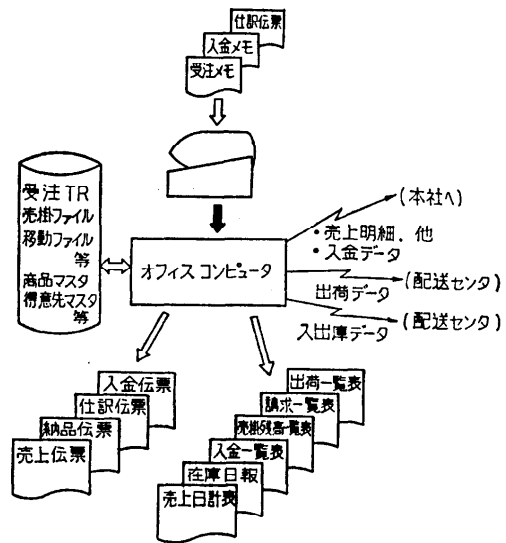 仕訳伝票
入金メモ
受注メモ
受注TR
売掛ファイル
移動ファイル
等
商品マスタ
得意先マスタ
等
オフィスコンピュータ
(本社へ)
・売上明細、他
・入金データ
(配送センタ)
出荷データ
(配送センタ)
入出庫データ
入金伝票
仕訳伝票
納品伝票
売上伝票
出荷一覧表
請求一覧表
売掛残高一覧表
入金一覧表
在庫日報
売上日計表